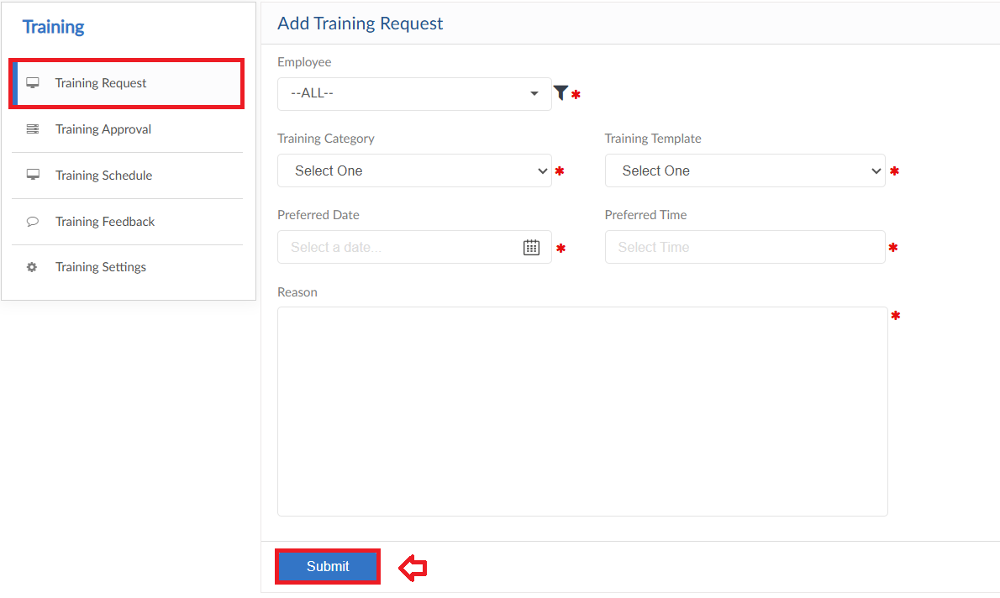 Training
Training Request
Training Approval
Training Schedule
Training Feedback
Training Settings
Add Training Request
Employee
--ALL--
Training Category
Training Template
Select One
Select One
Preferred Date
Preferred Time
Select a date...
Select Time
Reason
Submit